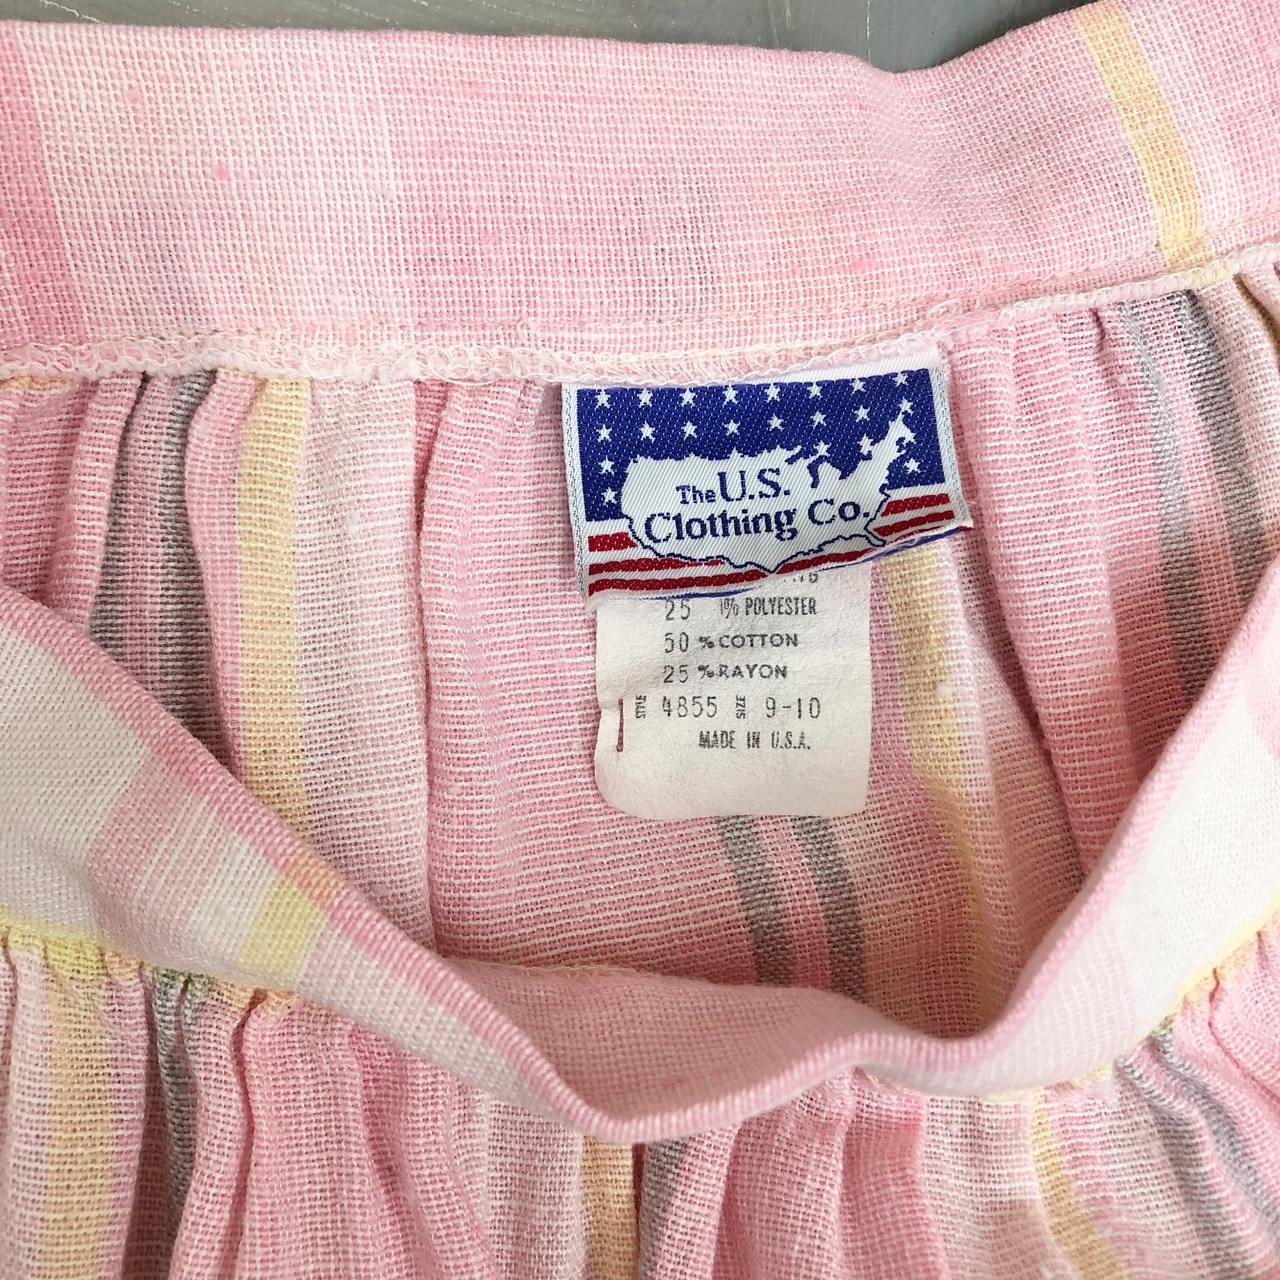 The U.S.
Clothing Co.
25 % POLYESTER
50 % COTTON
25 % RAYON
STYLE 4855 SIZE 9-10
MADE IN U.S.A.